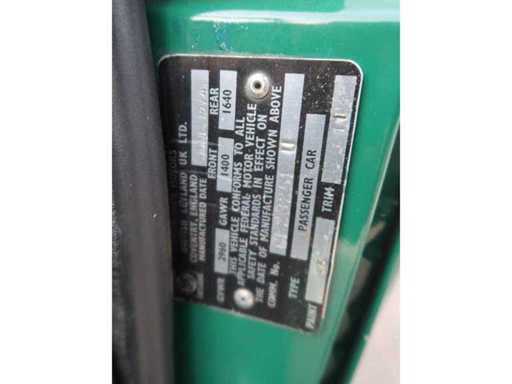 LEYLAND UK LTD.
COVENTRY, ENGLAND
MANUFACTURED DATE
FRONT REAR
GVWR 2960 GAWR 1400 1640
THIS VEHICLE CONFORMS TO ALL
APPLICABLE FEDERAL MOTOR VEHICLE
SAFETY STANDARDS IN EFFECT ON
THE DATE OF MANUFACTURE SHOWN ABOVE
COMM. No. U
TYPE PASSENGER CAR
PAINT TRIM